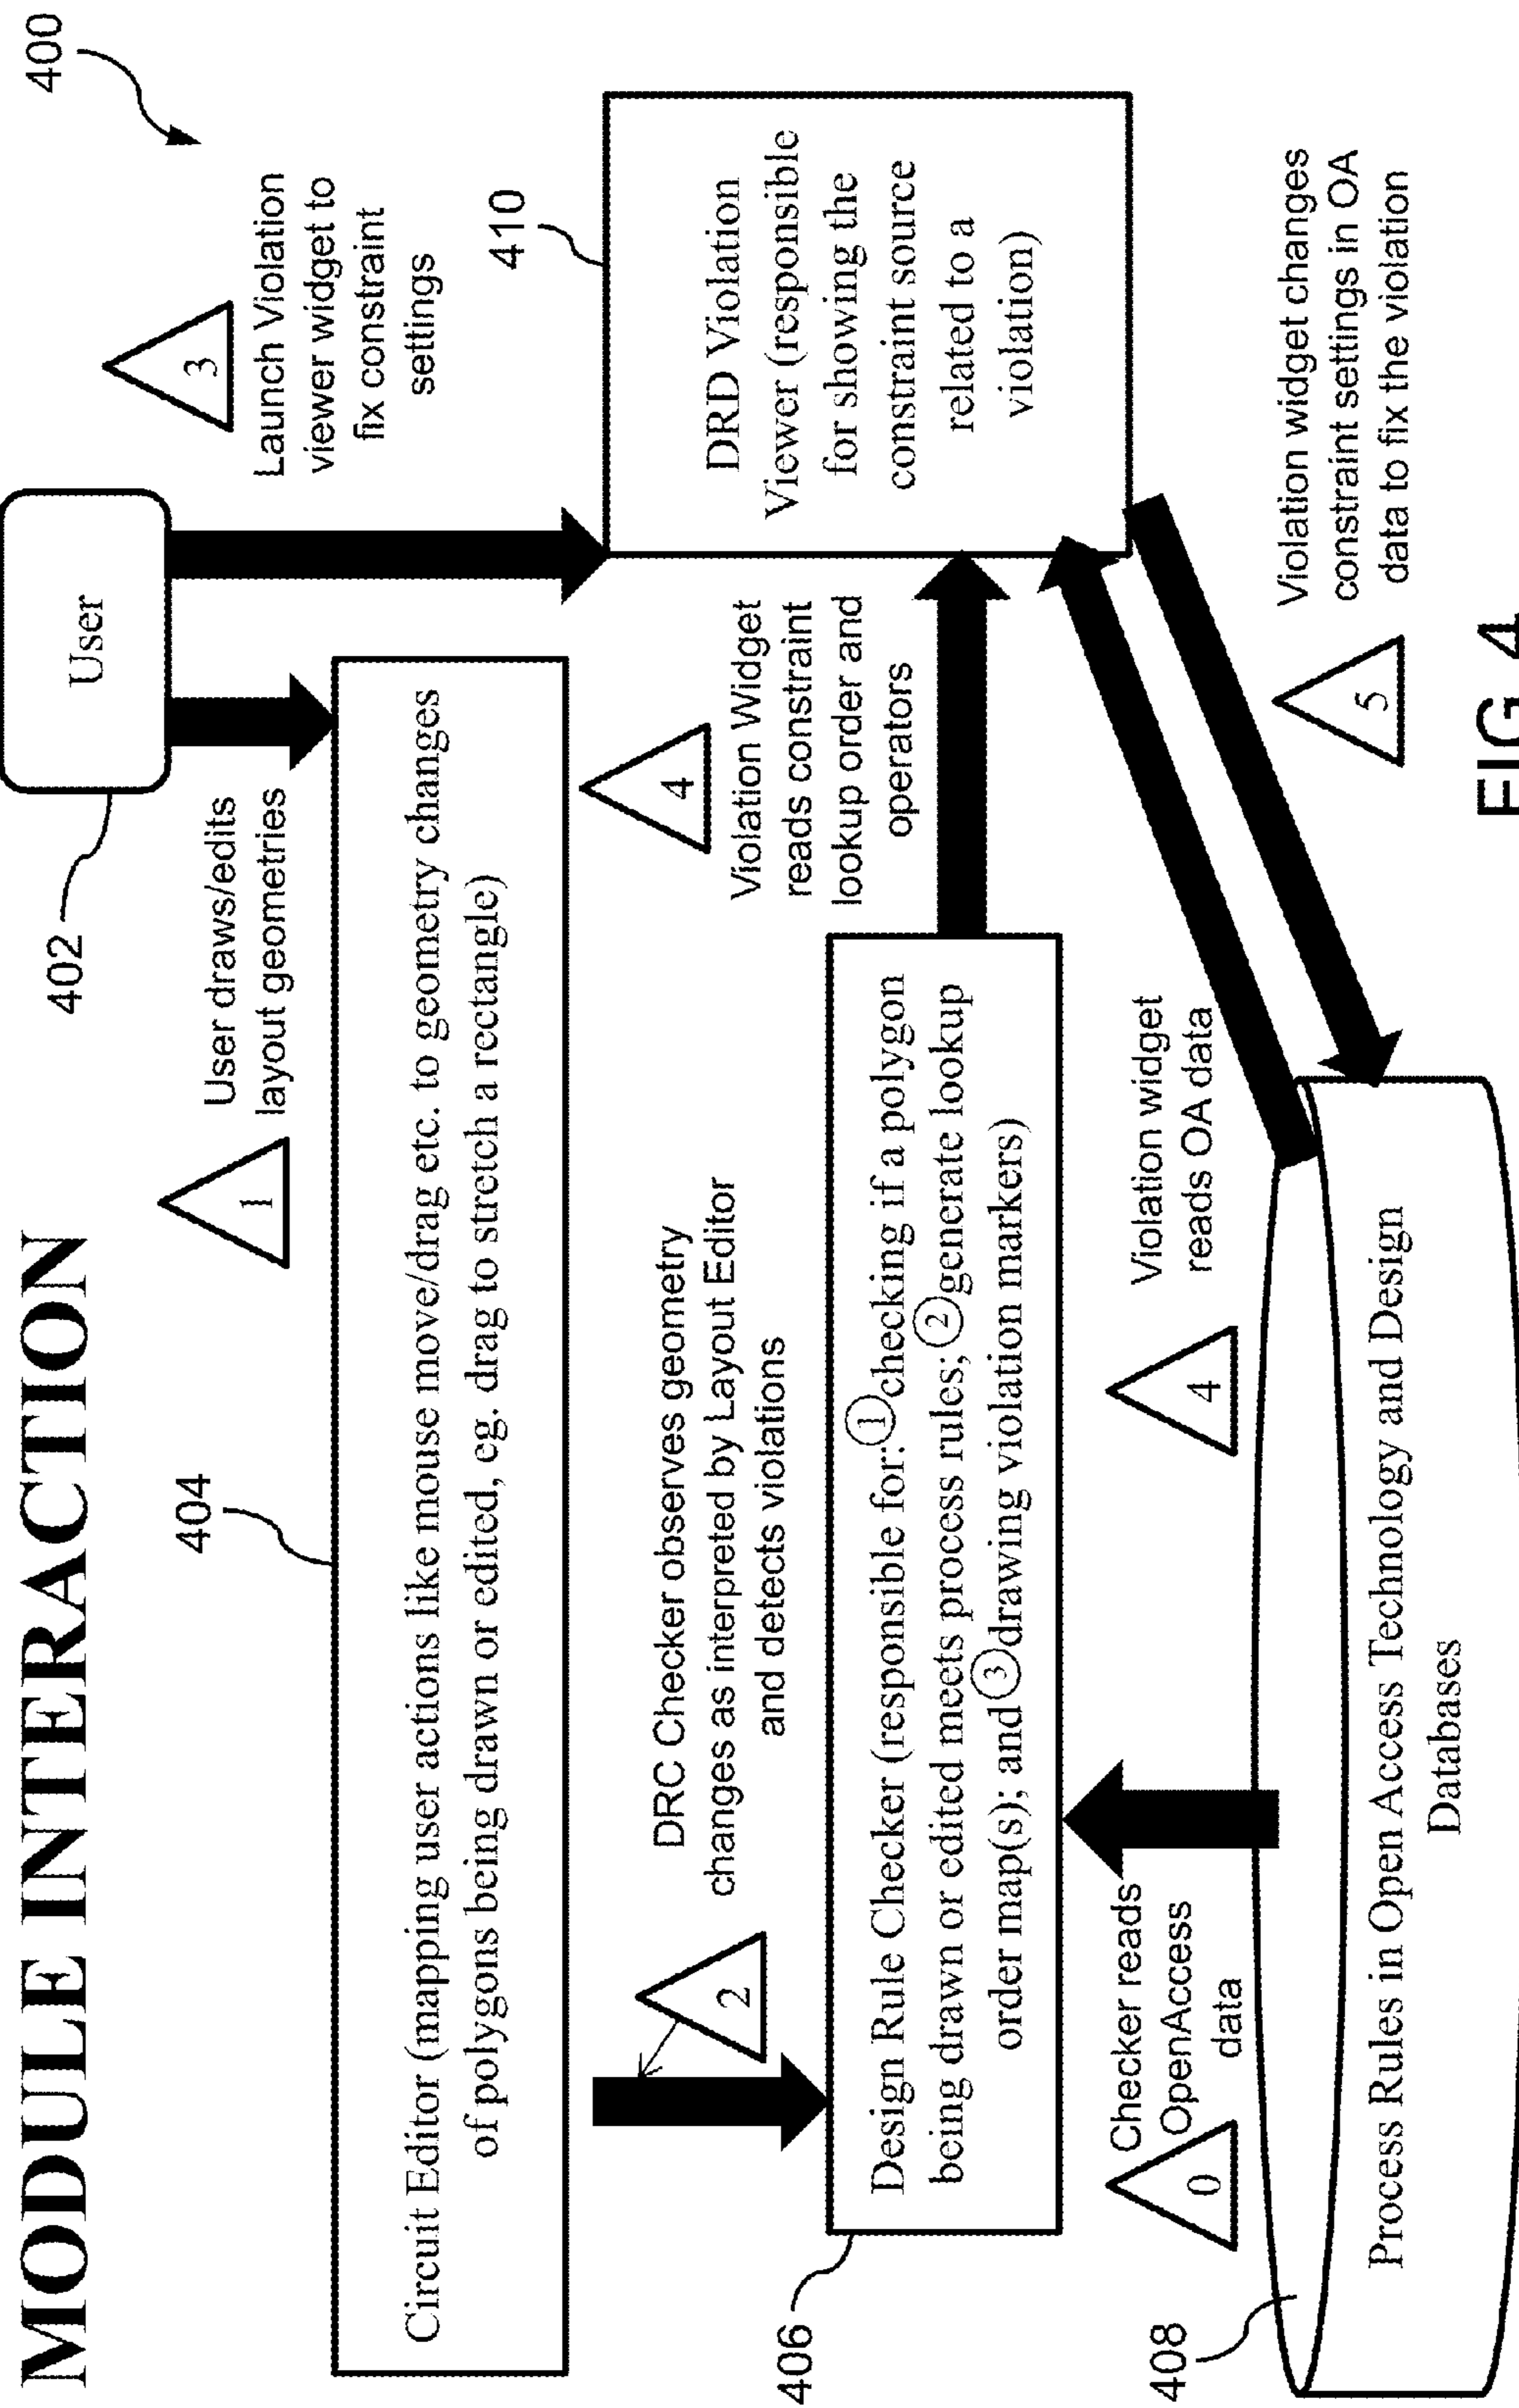 MODULE INTERACTION
400
402
User
1
User draws/edits
layout geometries
3
Launch Violation
viewer widget to
fix constraint
settings
404
Circuit Editor (mapping user actions like mouse move/drag etc. to geometry changes
of polygons being drawn or edited, eg. drag to stretch a rectangle)
410
DRD Violation
Viewer (responsible
for showing the
constraint source
related to a
violation)
2
DRC Checker observes geometry
changes as interpreted by Layout Editor
and detects violations
4
Violation Widget
reads constraint
lookup order and
operators
406
Design Rule Checker (responsible for:①checking if a polygon
being drawn or edited meets process rules;②generate lookup
order map(s); and③drawing violation markers)
0
Checker reads
OpenAccess
data
4
Violation widget
reads OA data
5
Violation widget changes
constraint settings in OA
data to fix the violation
408
Process Rules in Open Access Technology and Design
Databases
FIG. 4